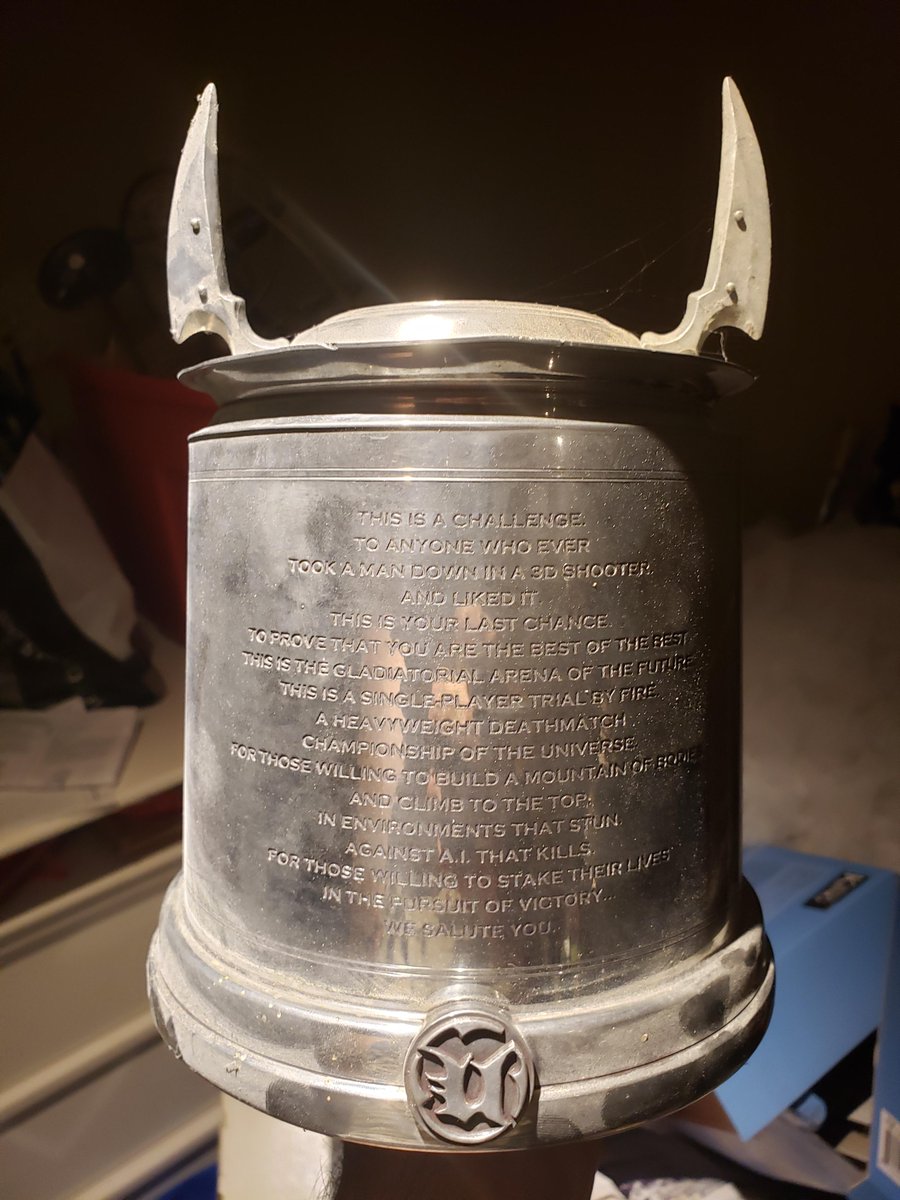 THIS IS A CHALLENGE.
TO ANYONE WHO EVER
TOOK A MAN DOWN IN A 3D SHOOTER
AND LIKED IT.
THIS IS YOUR LAST CHANCE.
TO PROVE THAT YOU ARE THE BEST OF THE BEST.
THIS IS THE GLADIATORIAL ARENA OF THE FUTURE.
THIS IS A SINGLE-PLAYER TRIAL BY FIRE.
A HEAVYWEIGHT DEATHMATCH
CHAMPIONSHIP OF THE UNIVERSE
FOR THOSE WILLING TO BUILD A MOUNTAIN OF BODIES
AND CLIMB TO THE TOP.
IN ENVIRONMENTS THAT STUN
AGAINST A.I. THAT KILLS.
FOR THOSE WILLING TO STAKE THEIR LIVES
IN THE PURSUIT OF VICTORY...
WE SALUTE YOU.
U